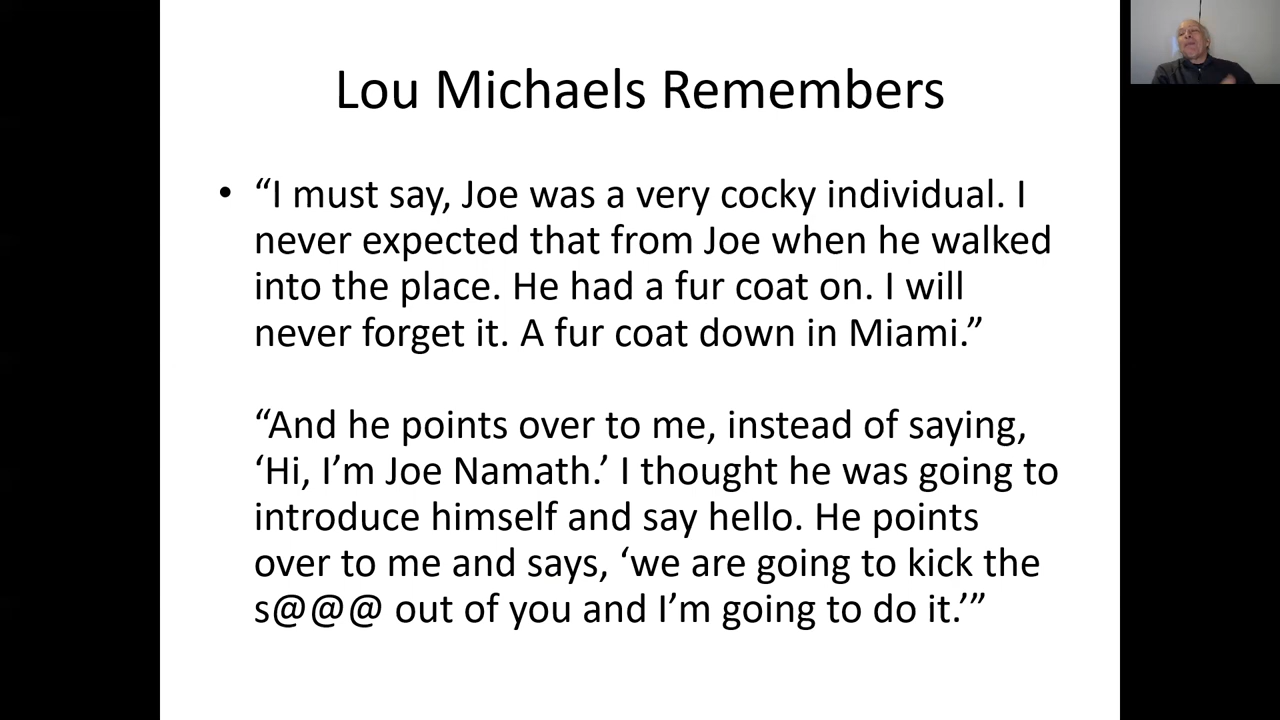 Lou Michaels Remembers
• “I must say, Joe was a very cocky individual. I
never expected that from Joe when he walked
into the place. He had a fur coat on. I will
never forget it. A fur coat down in Miami.”
“And he points over to me, instead of saying,
‘Hi, I’m Joe Namath.’ I thought he was going to
introduce himself and say hello. He points
over to me and says, ‘we are going to kick the
s@@@ out of you and I’m going to do it.’”